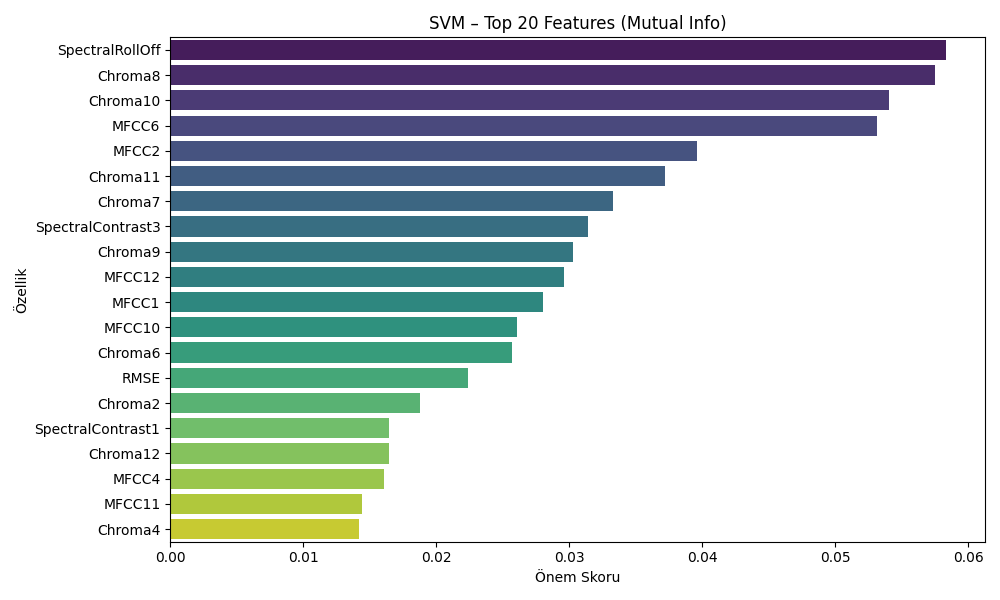 SVM – Top 20 Features (Mutual Info)
Özellik
SpectralRollOff
Chroma8
Chroma10
MFCC6
MFCC2
Chroma11
Chroma7
SpectralContrast3
Chroma9
MFCC12
MFCC1
MFCC10
Chroma6
RMSE
Chroma2
SpectralContrast1
Chroma12
MFCC4
MFCC11
Chroma4
0.00 0.01 0.02 0.03 0.04 0.05 0.06
Önem Skoru